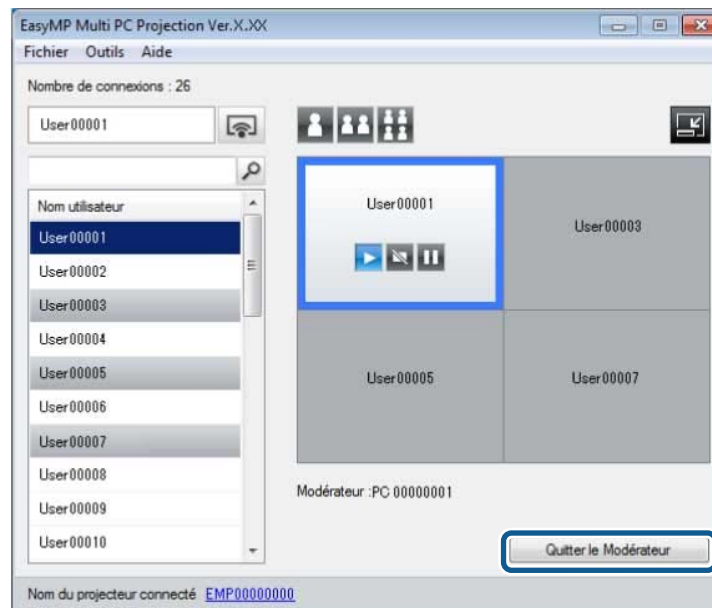 EasyMP Multi PC Projection Ver.X.XX
Fichier Outils Aide
Nombre de connexions : 26
User00001
Nom utilisateur
User00001
User00002
User00003
User00004
User00005
User00006
User00007
User00008
User00009
User00010
User00001
User00003
User00005
User00007
Modérateur :PC 00000001
Quitter le Modérateur
Nom du projecteur connecté EMP00000000